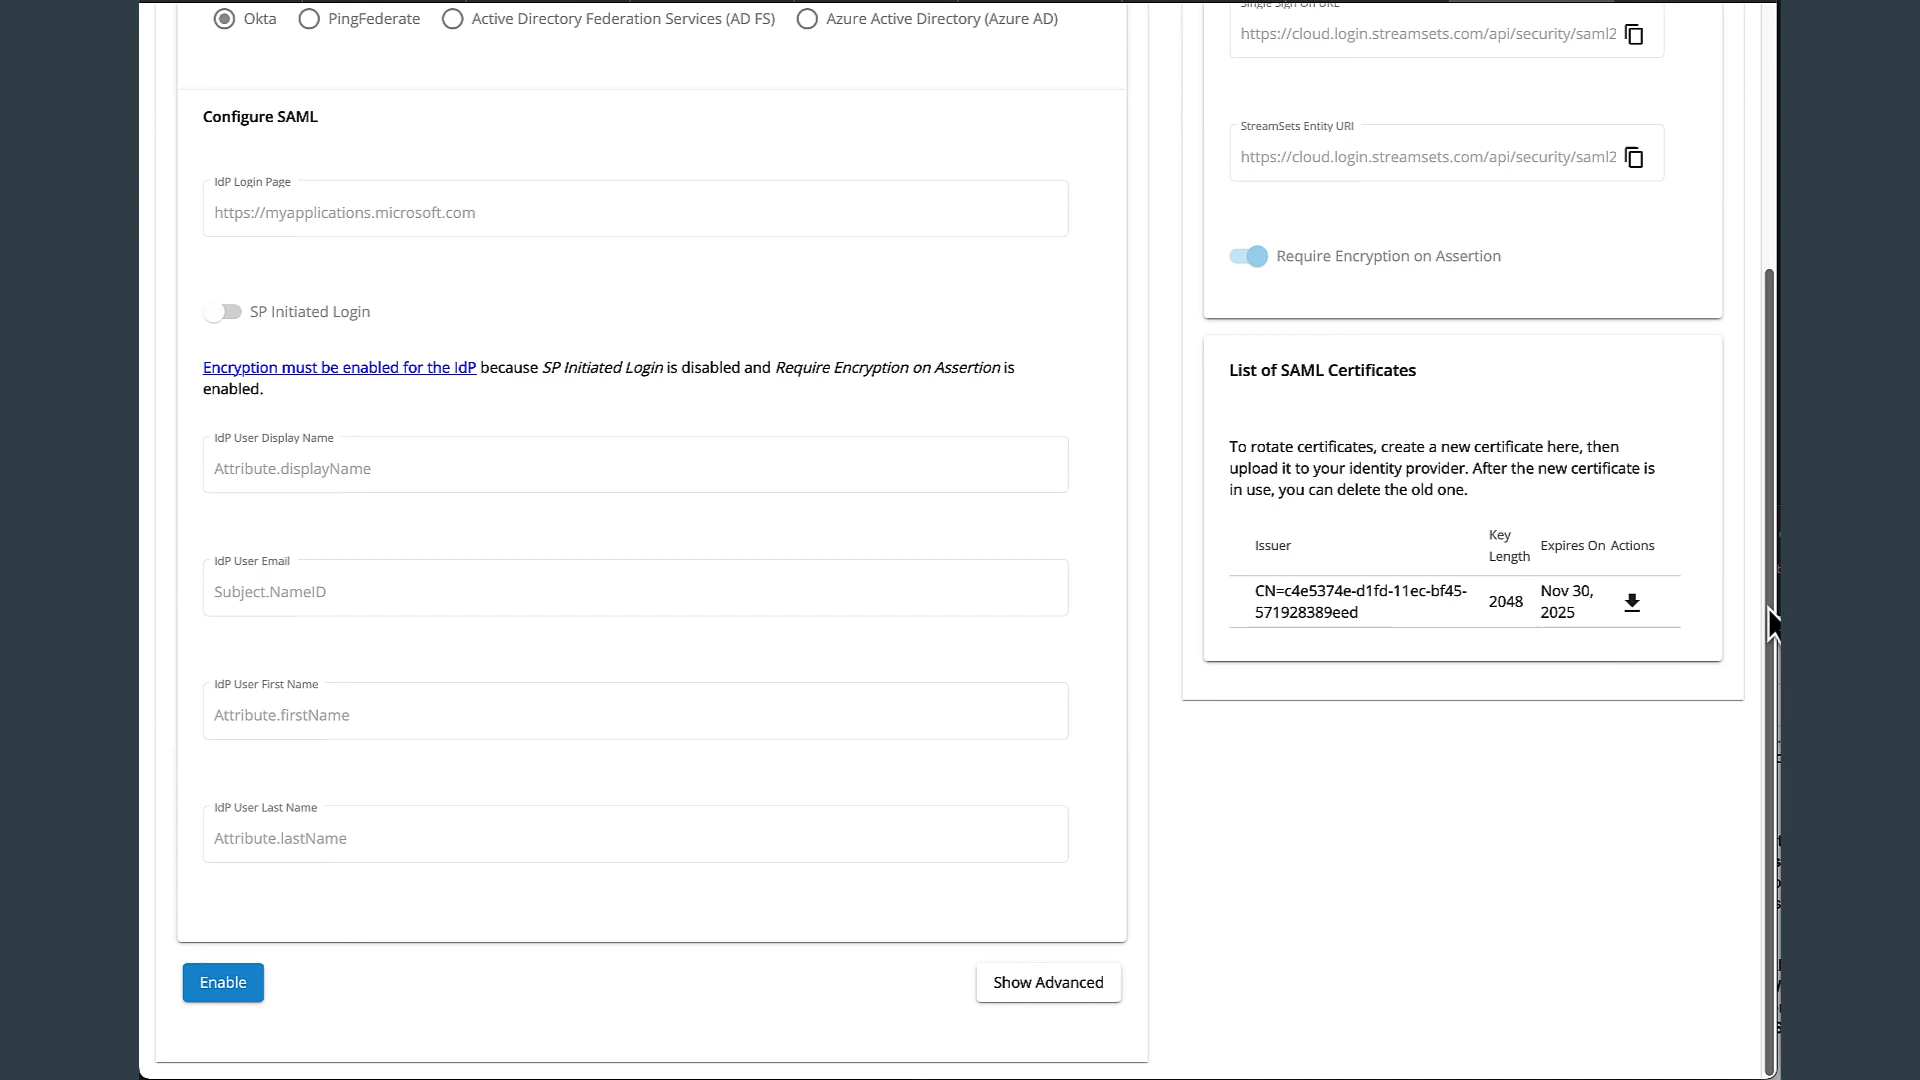 Okta PingFederate Active Directory Federation Services (AD FS) Azure Active Directory (Azure AD)
Configure SAML
IdP Login Page
https://myapplications.microsoft.com
SP Initiated Login
Encryption must be enabled for the IdP because SP Initiated Login is disabled and Require Encryption on Assertion is
enabled.
IdP User Display Name
Attribute.displayName
IdP User Email
Subject.NameID
IdP User First Name
Attribute.firstName
IdP User Last Name
Attribute.lastName
Enable
Show Advanced
Single Sign On URL
https://cloud.login.streamsets.com/api/security/saml2
StreamSets Entity URI
https://cloud.login.streamsets.com/api/security/saml2
Require Encryption on Assertion
List of SAML Certificates
To rotate certificates, create a new certificate here, then
upload it to your identity provider. After the new certificate is
in use, you can delete the old one.
Issuer Key Length Expires On Actions
CN=c4e5374e-d1fd-11ec-bf45- 2048 Nov 30,
571928389eed 2025